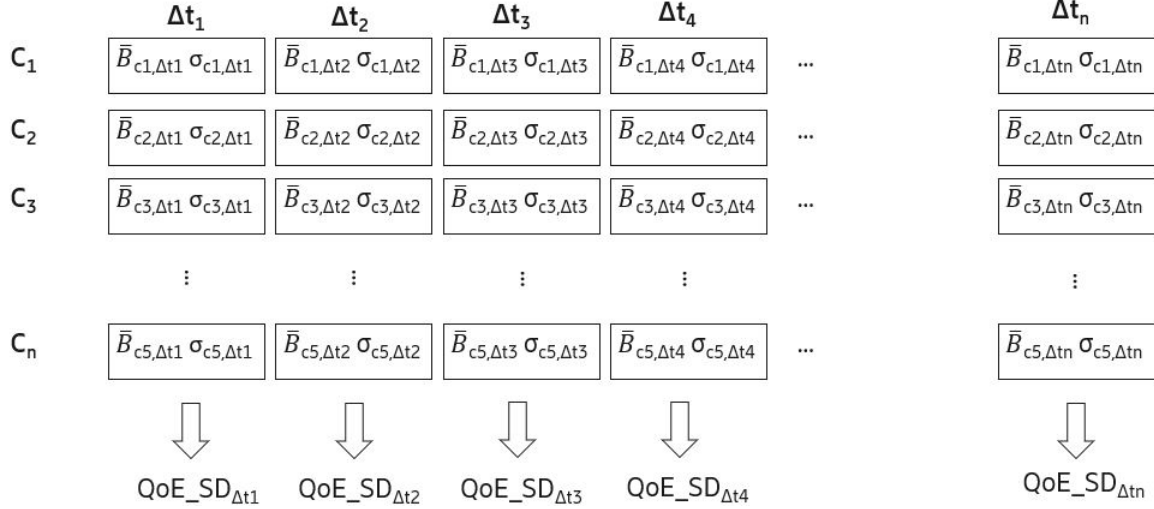 Δt₁ Δt₂ Δt₃ Δt₄ Δtₙ
C₁ B̄c1,Δt1 σc1,Δt1 B̄c1,Δt2 σc1,Δt2 B̄c1,Δt3 σc1,Δt3 B̄c1,Δt4 σc1,Δt4 ... B̄c1,Δtn σc1,Δtn
C₂ B̄c2,Δt1 σc2,Δt1 B̄c2,Δt2 σc2,Δt2 B̄c2,Δt3 σc2,Δt3 B̄c2,Δt4 σc2,Δt4 ... B̄c2,Δtn σc2,Δtn
C₃ B̄c3,Δt1 σc3,Δt1 B̄c3,Δt2 σc3,Δt2 B̄c3,Δt3 σc3,Δt3 B̄c3,Δt4 σc3,Δt4 ... B̄c3,Δtn σc3,Δtn
⋮ ⋮ ⋮ ⋮ ⋮
Cₙ B̄c5,Δt1 σc5,Δt1 B̄c5,Δt2 σc5,Δt2 B̄c5,Δt3 σc5,Δt3 B̄c5,Δt4 σc5,Δt4 ... B̄c5,Δtn σc5,Δtn
QoE_SDΔt1 QoE_SDΔt2 QoE_SDΔt3 QoE_SDΔt4 QoE_SDΔtn